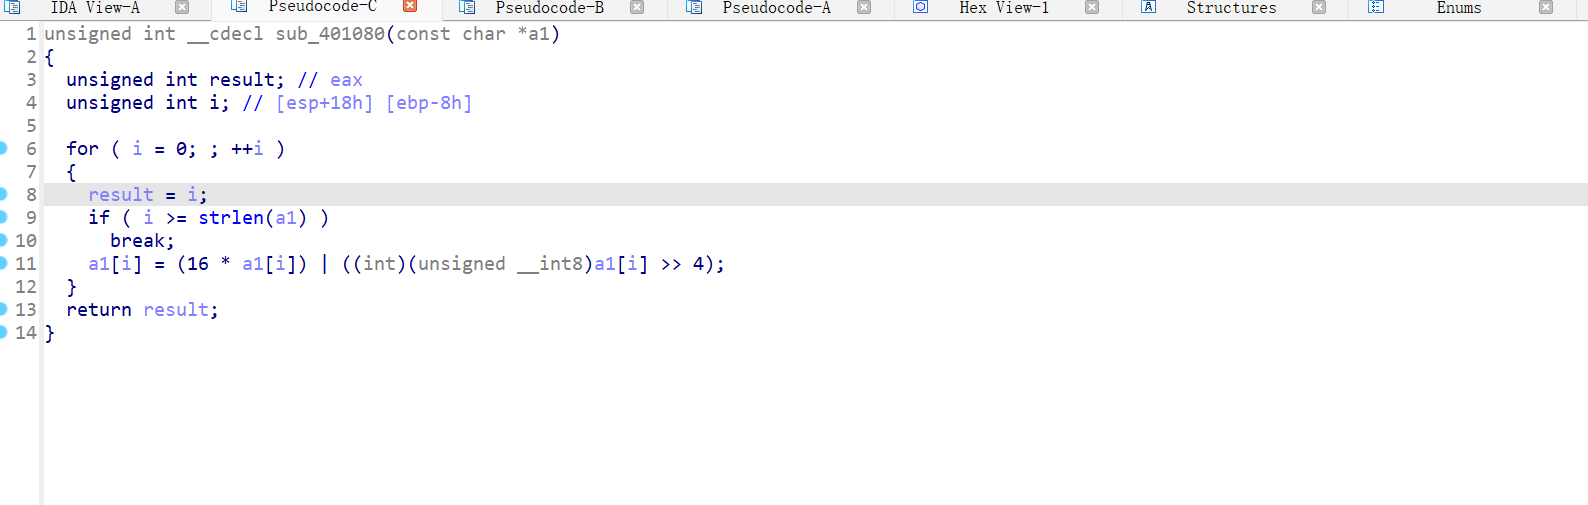 IDA View-A Pseudocode-C Pseudocode-B Pseudocode-A Hex View-1 Structures Enums
1 unsigned int __cdecl sub_401080(const char *a1)
2 {
3   unsigned int result; // eax
4   unsigned int i; // [esp+18h] [ebp-8h]
5
6   for ( i = 0; ; ++i )
7   {
8     result = i;
9     if ( i >= strlen(a1) )
10       break;
11     a1[i] = (16 * a1[i]) | ((int)(unsigned __int8)a1[i] >> 4);
12   }
13   return result;
14 }